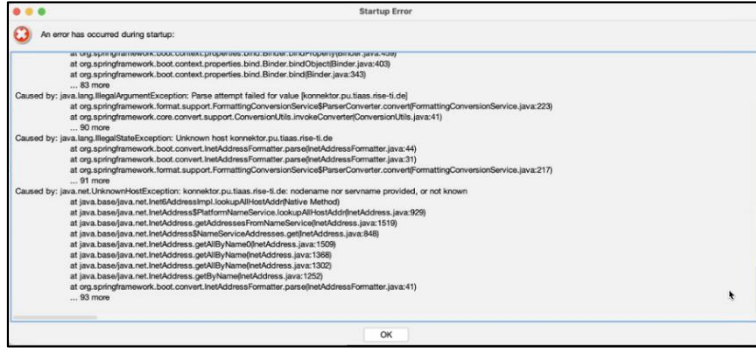 Startup Error
An error has occurred during startup:
at org.springframework.boot.context.properties.bind.Binder.bindProperty(Binder.java:459)
at org.springframework.boot.context.properties.bind.Binder.bindObject(Binder.java:403)
at org.springframework.boot.context.properties.bind.Binder.bind(Binder.java:343)
... 83 more
Caused by: java.lang.IllegalArgumentException: Parse attempt failed for value [konnektor.pu.tiaas.rise-ti.de]
at org.springframework.format.support.FormattingConversionService$ParserConverter.convert(FormattingConversionService.java:223)
at org.springframework.core.convert.support.ConversionUtils.invokeConverter(ConversionUtils.java:41)
... 90 more
Caused by: java.lang.IllegalStateException: Unknown host konnektor.pu.tiaas.rise-ti.de
at org.springframework.boot.convert.InetAddressFormatter.parse(InetAddressFormatter.java:44)
at org.springframework.boot.convert.InetAddressFormatter.parse(InetAddressFormatter.java:31)
at org.springframework.format.support.FormattingConversionService$ParserConverter.convert(FormattingConversionService.java:217)
... 91 more
Caused by: java.net.UnknownHostException: konnektor.pu.tiaas.rise-ti.de: nodename nor servname provided, or not known
at java.base/java.net.Inet6AddressImpl.lookupAllHostAddr(Native Method)
at java.base/java.net.InetAddress$PlatformNameService.lookupAllHostAddr(InetAddress.java:929)
at java.base/java.net.InetAddress.getAddressesFromNameService(InetAddress.java:1519)
at java.base/java.net.InetAddress$NameServiceAddresses.get(InetAddress.java:848)
at java.base/java.net.InetAddress.getAllByName0(InetAddress.java:1509)
at java.base/java.net.InetAddress.getAllByName(InetAddress.java:1368)
at java.base/java.net.InetAddress.getAllByName(InetAddress.java:1302)
at java.base/java.net.InetAddress.getByName(InetAddress.java:1252)
at org.springframework.boot.convert.InetAddressFormatter.parse(InetAddressFormatter.java:41)
... 93 more
OK